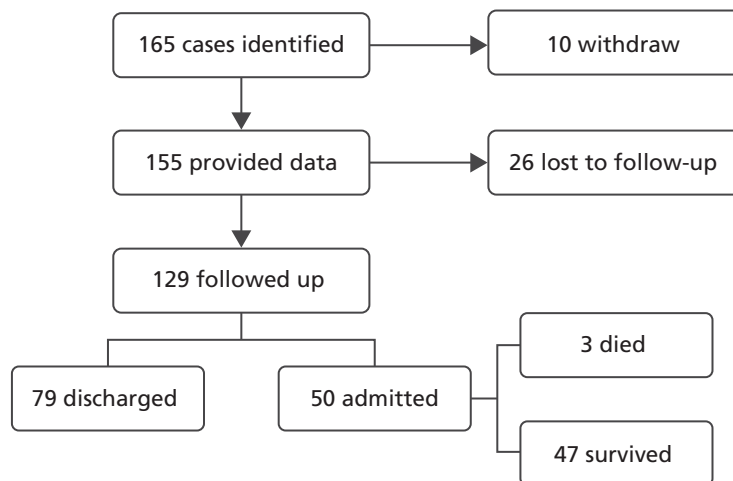 165 cases identified
10 withdraw
155 provided data
26 lost to follow-up
129 followed up
79 discharged
50 admitted
3 died
47 survived